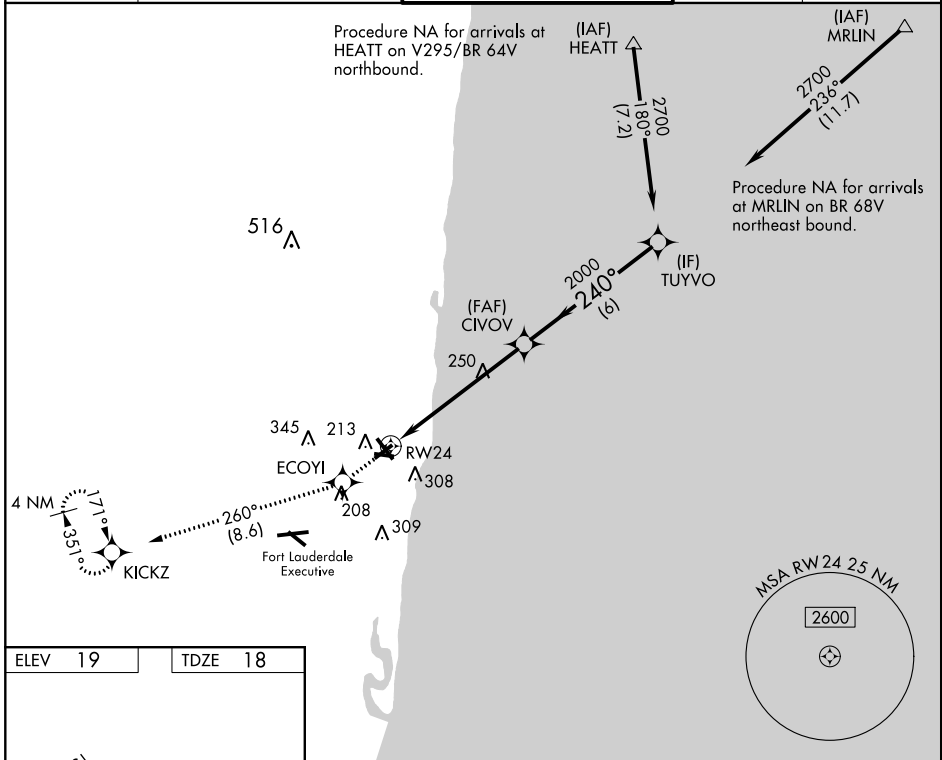 Procedure NA for arrivals at
HEATT on V295/BR 64V
northbound.
(IAF)
HEATT
(IAF)
MRLIN
2700
180°
(7.2)
2700
236°
(11.7)
Procedure NA for arrivals
at MRLIN on BR 68V
northeast bound.
516
(IF)
TUYVO
2000
240°
(6)
(FAF)
CIVOV
250
345
213
RW24
ECOYI
308
208
309
4 NM
171°
351°
KICKZ
260°
(8.6)
Fort Lauderdale
Executive
MSA RW24 25 NM
2600
ELEV 19
TDZE 18